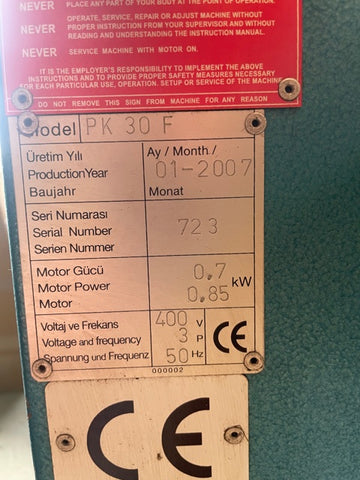 NEVER PLACE ANY PART OF YOUR BODY IN THE POINT OF
OPERATION.
OPERATE, SERVICE, REPAIR OR ADJUST MACHINE WITHOUT
NEVER PROPER INSTRUCTION FROM YOUR SUPERVISOR AND WITHOUT
READING AND UNDERSTANDING THE INSTRUCTION MANUAL.
NEVER SERVICE MACHINE WITH MOTOR ON.
IT IS THE EMPLOYER'S RESPONSIBILITY TO IMPLEMENT THE ABOVE
INSTRUCTIONS AND TO PROVIDE PROPER SAFETY MEASURES NECESSARY
FOR EACH PARTICULAR USE, OPERATION. SETUP OR SERVICE OF THE MACHINE
DO NOT REMOVE FROM MACHINE FOR ANY REASON
Model PK 30 F
Üretim Yılı Ay / Month /
Production Year 01-2007
Baujahr Monat
Seri Numarası
Serial Number 723
Serien Nummer
Motor Gücü 0,7
Motor Power kW
Motor 0,85
Voltaj ve Frekans 400 V
Voltage and frequency 3 P
Spannung und Frequenz 50 Hz
CE
000002
CE